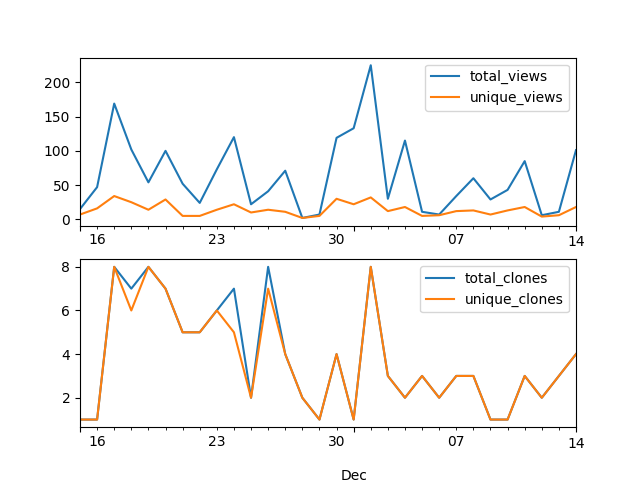 200
150
100
50
0
total_views
unique_views
16 23 30 07 14
8
6
4
2
total_clones
unique_clones
16 23 30 07 14
Dec